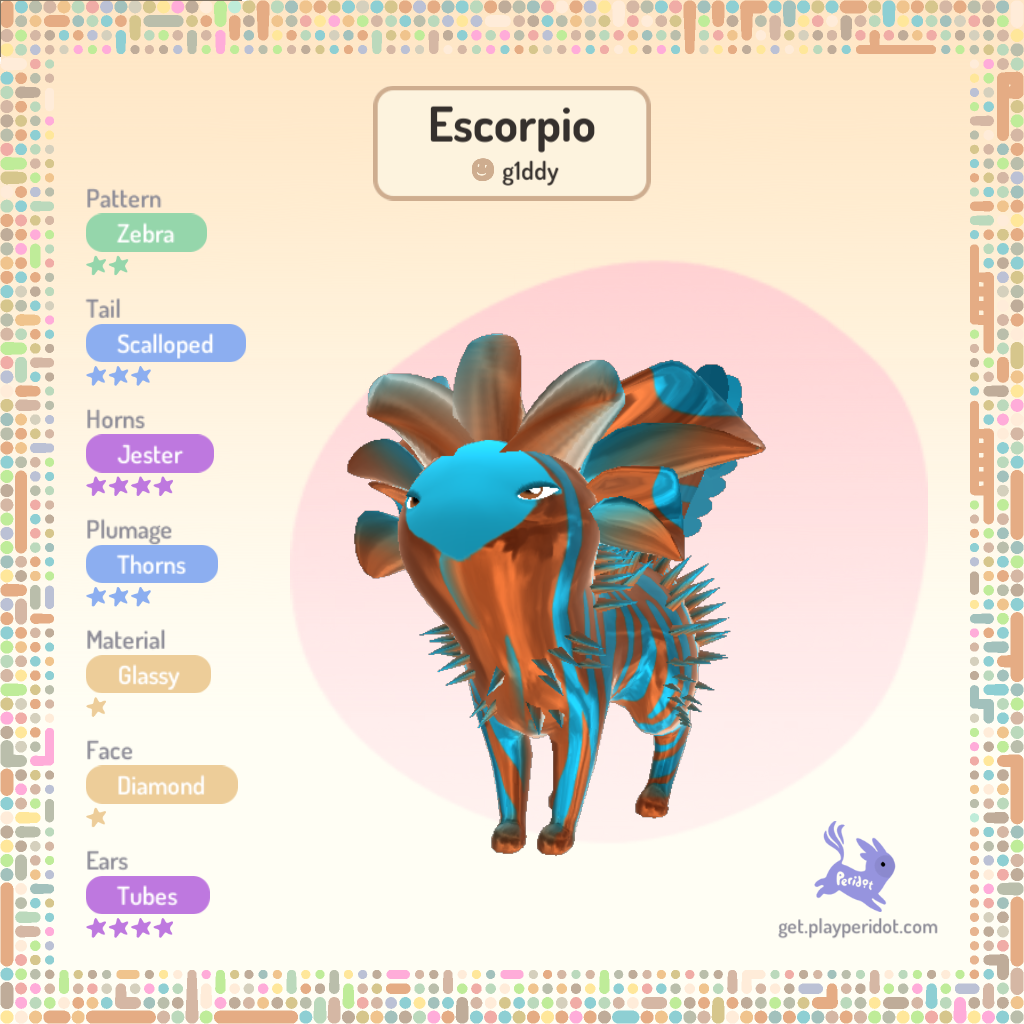 Escorpio
g1ddy
Pattern
Zebra
Tail
Scalloped
Horns
Jester
Plumage
Thorns
Material
Glassy
Face
Diamond
Ears
Tubes
Peridot
get.playperidot.com